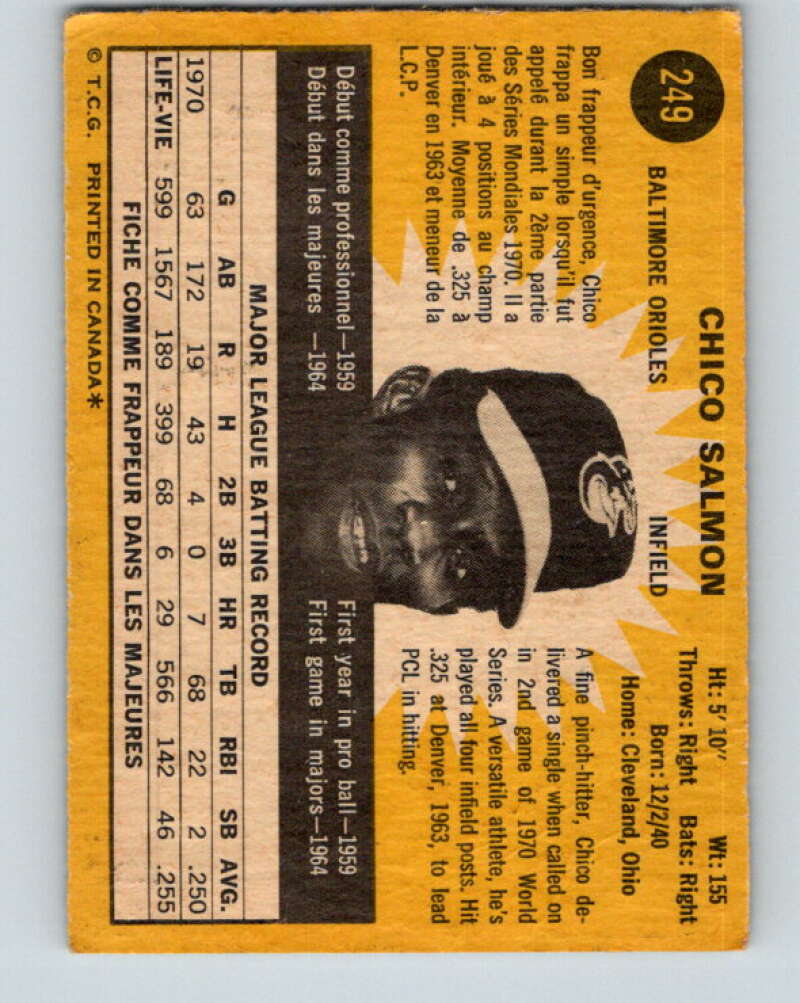 249
CHICO SALMON
BALTIMORE ORIOLES INFIELD
Ht: 5' 10" Wt: 155
Throws: Right Bats: Right
Born: 12/2/40
Home: Cleveland, Ohio
Bon frappeur d'urgence, Chico
frappa un simple lorsqu'il fut
appelé durant la 2ème partie
des Séries Mondiales 1970. Il a
joué à 4 positions au champ
intérieur. Moyenne de .325 à
Denver en 1963 et meneur de la
L.C.P.
A fine pinch-hitter, Chico de-
livered a single when called on
in 2nd game of 1970 World
Series. A versatile athlete, he's
played all four infield posts. Hit
.325 at Denver, 1963, to lead
PCL in hitting.
Début comme professionnel—1959
Début dans les majeures —1964
First year in pro ball—1959
First game in majors—1964
MAJOR LEAGUE BATTING RECORD
G AB R H 2B 3B HR TB RBI SB AVG.
1970 63 172 19 43 4 0 7 68 22 2 .250
LIFE-VIE 599 1567 189 399 68 6 29 566 142 46 .255
FICHE COMME FRAPPEUR DANS LES MAJEURES
© T.C.G. PRINTED IN CANADA*